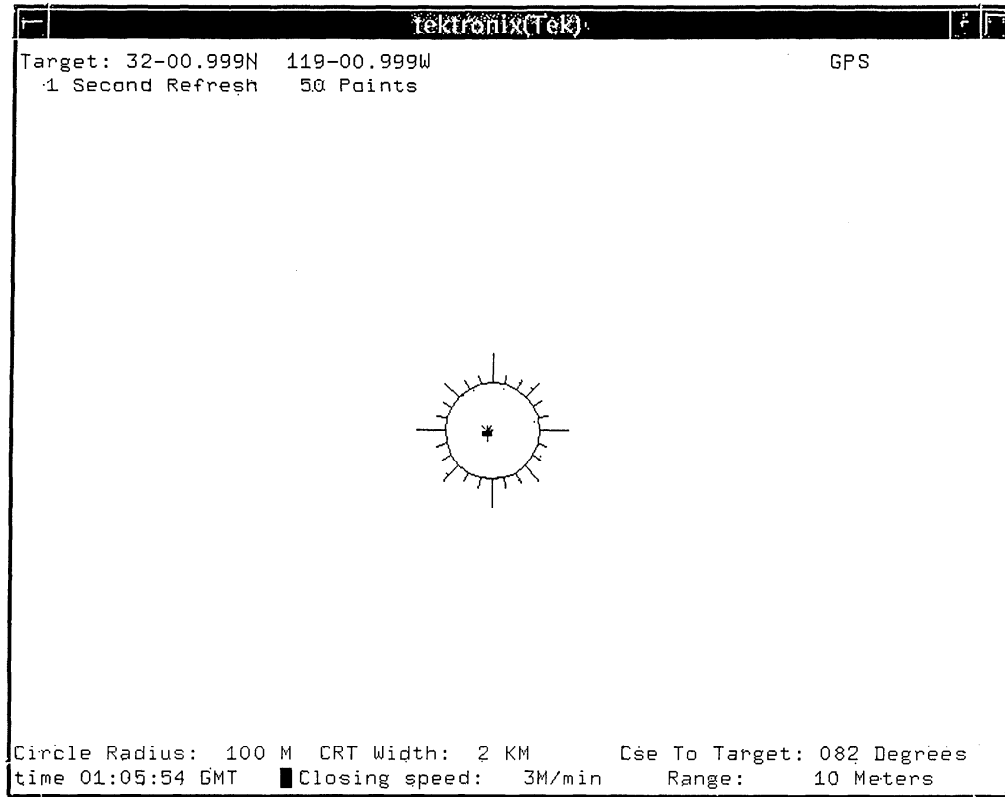 tektronix(Tek)
Target: 32-00.999N 119-00.999W GPS
1 Second Refresh 50 Points
Circle Radius: 100 M CRT Width: 2 KM Cse To Target: 082 Degrees
time 01:05:54 GMT Closing speed: 3M/min Range: 10 Meters